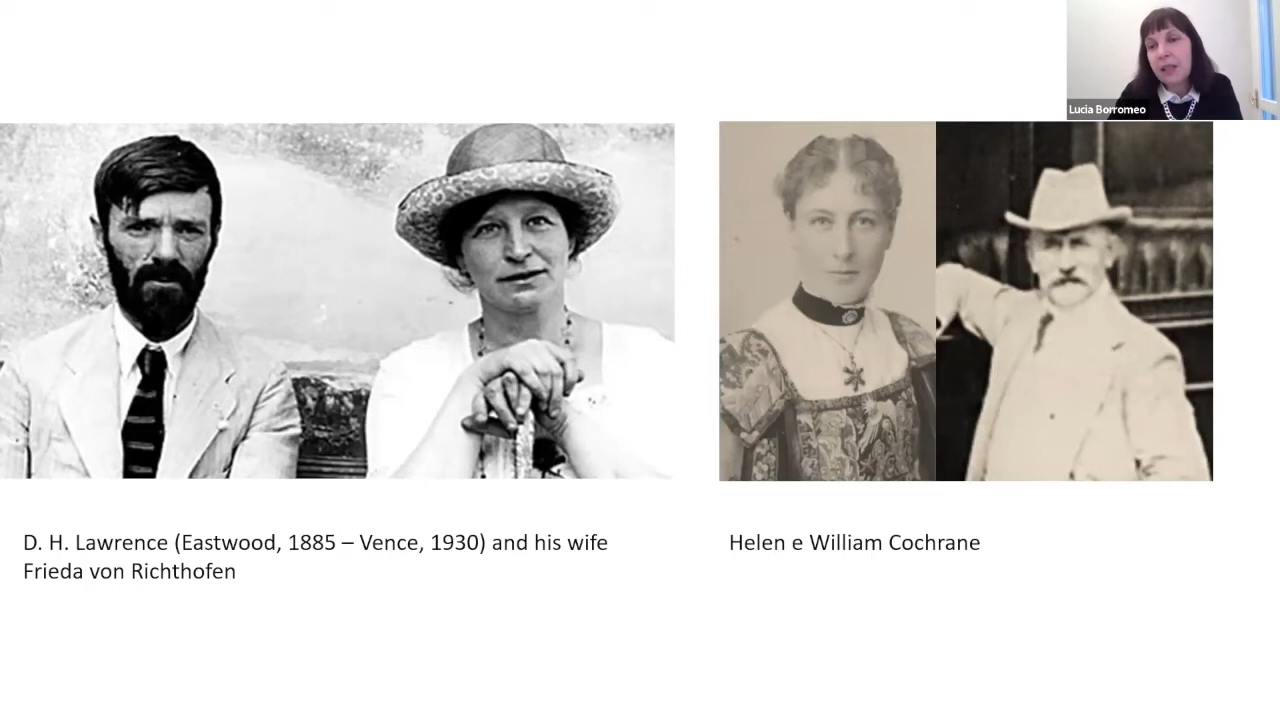 Lucia Borromeo
D. H. Lawrence (Eastwood, 1885 – Vence, 1930) and his wife
Frieda von Richthofen
Helen e William Cochrane